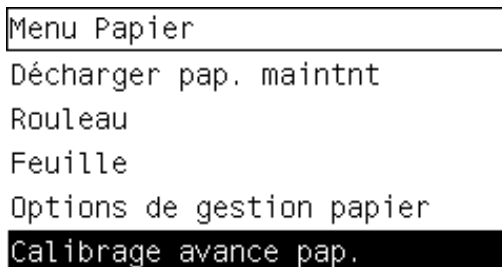 Menu Papier
Décharger pap. maintnt
Rouleau
Feuille
Options de gestion papier
Calibrage avance pap.